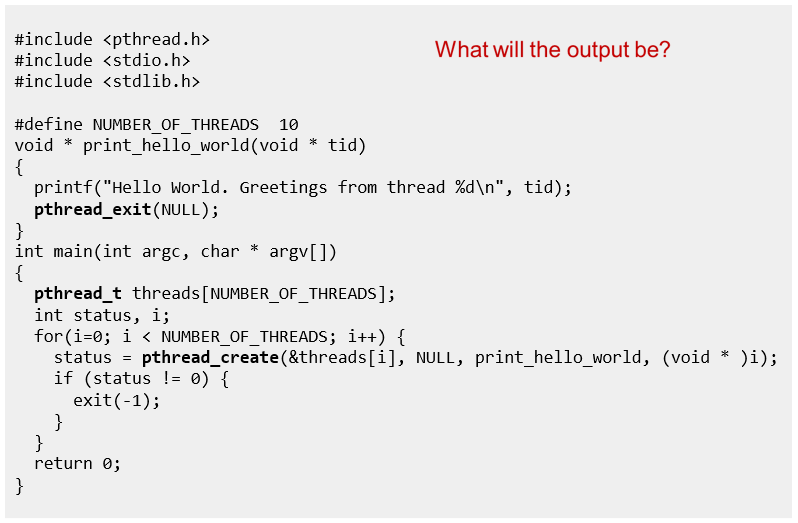 #include <pthread.h>
What will the output be?
#include <stdio.h>
#include <stdlib.h>
#define NUMBER_OF_THREADS  10
void * print_hello_world(void * tid)
{
  printf("Hello World. Greetings from thread %d\n", tid);
  pthread_exit(NULL);
}
int main(int argc, char * argv[])
{
  pthread_t threads[NUMBER_OF_THREADS];
  int status, i;
  for(i=0; i < NUMBER_OF_THREADS; i++) {
    status = pthread_create(&threads[i], NULL, print_hello_world, (void * )i);
    if (status != 0) {
      exit(-1);
    }
  }
  return 0;
}